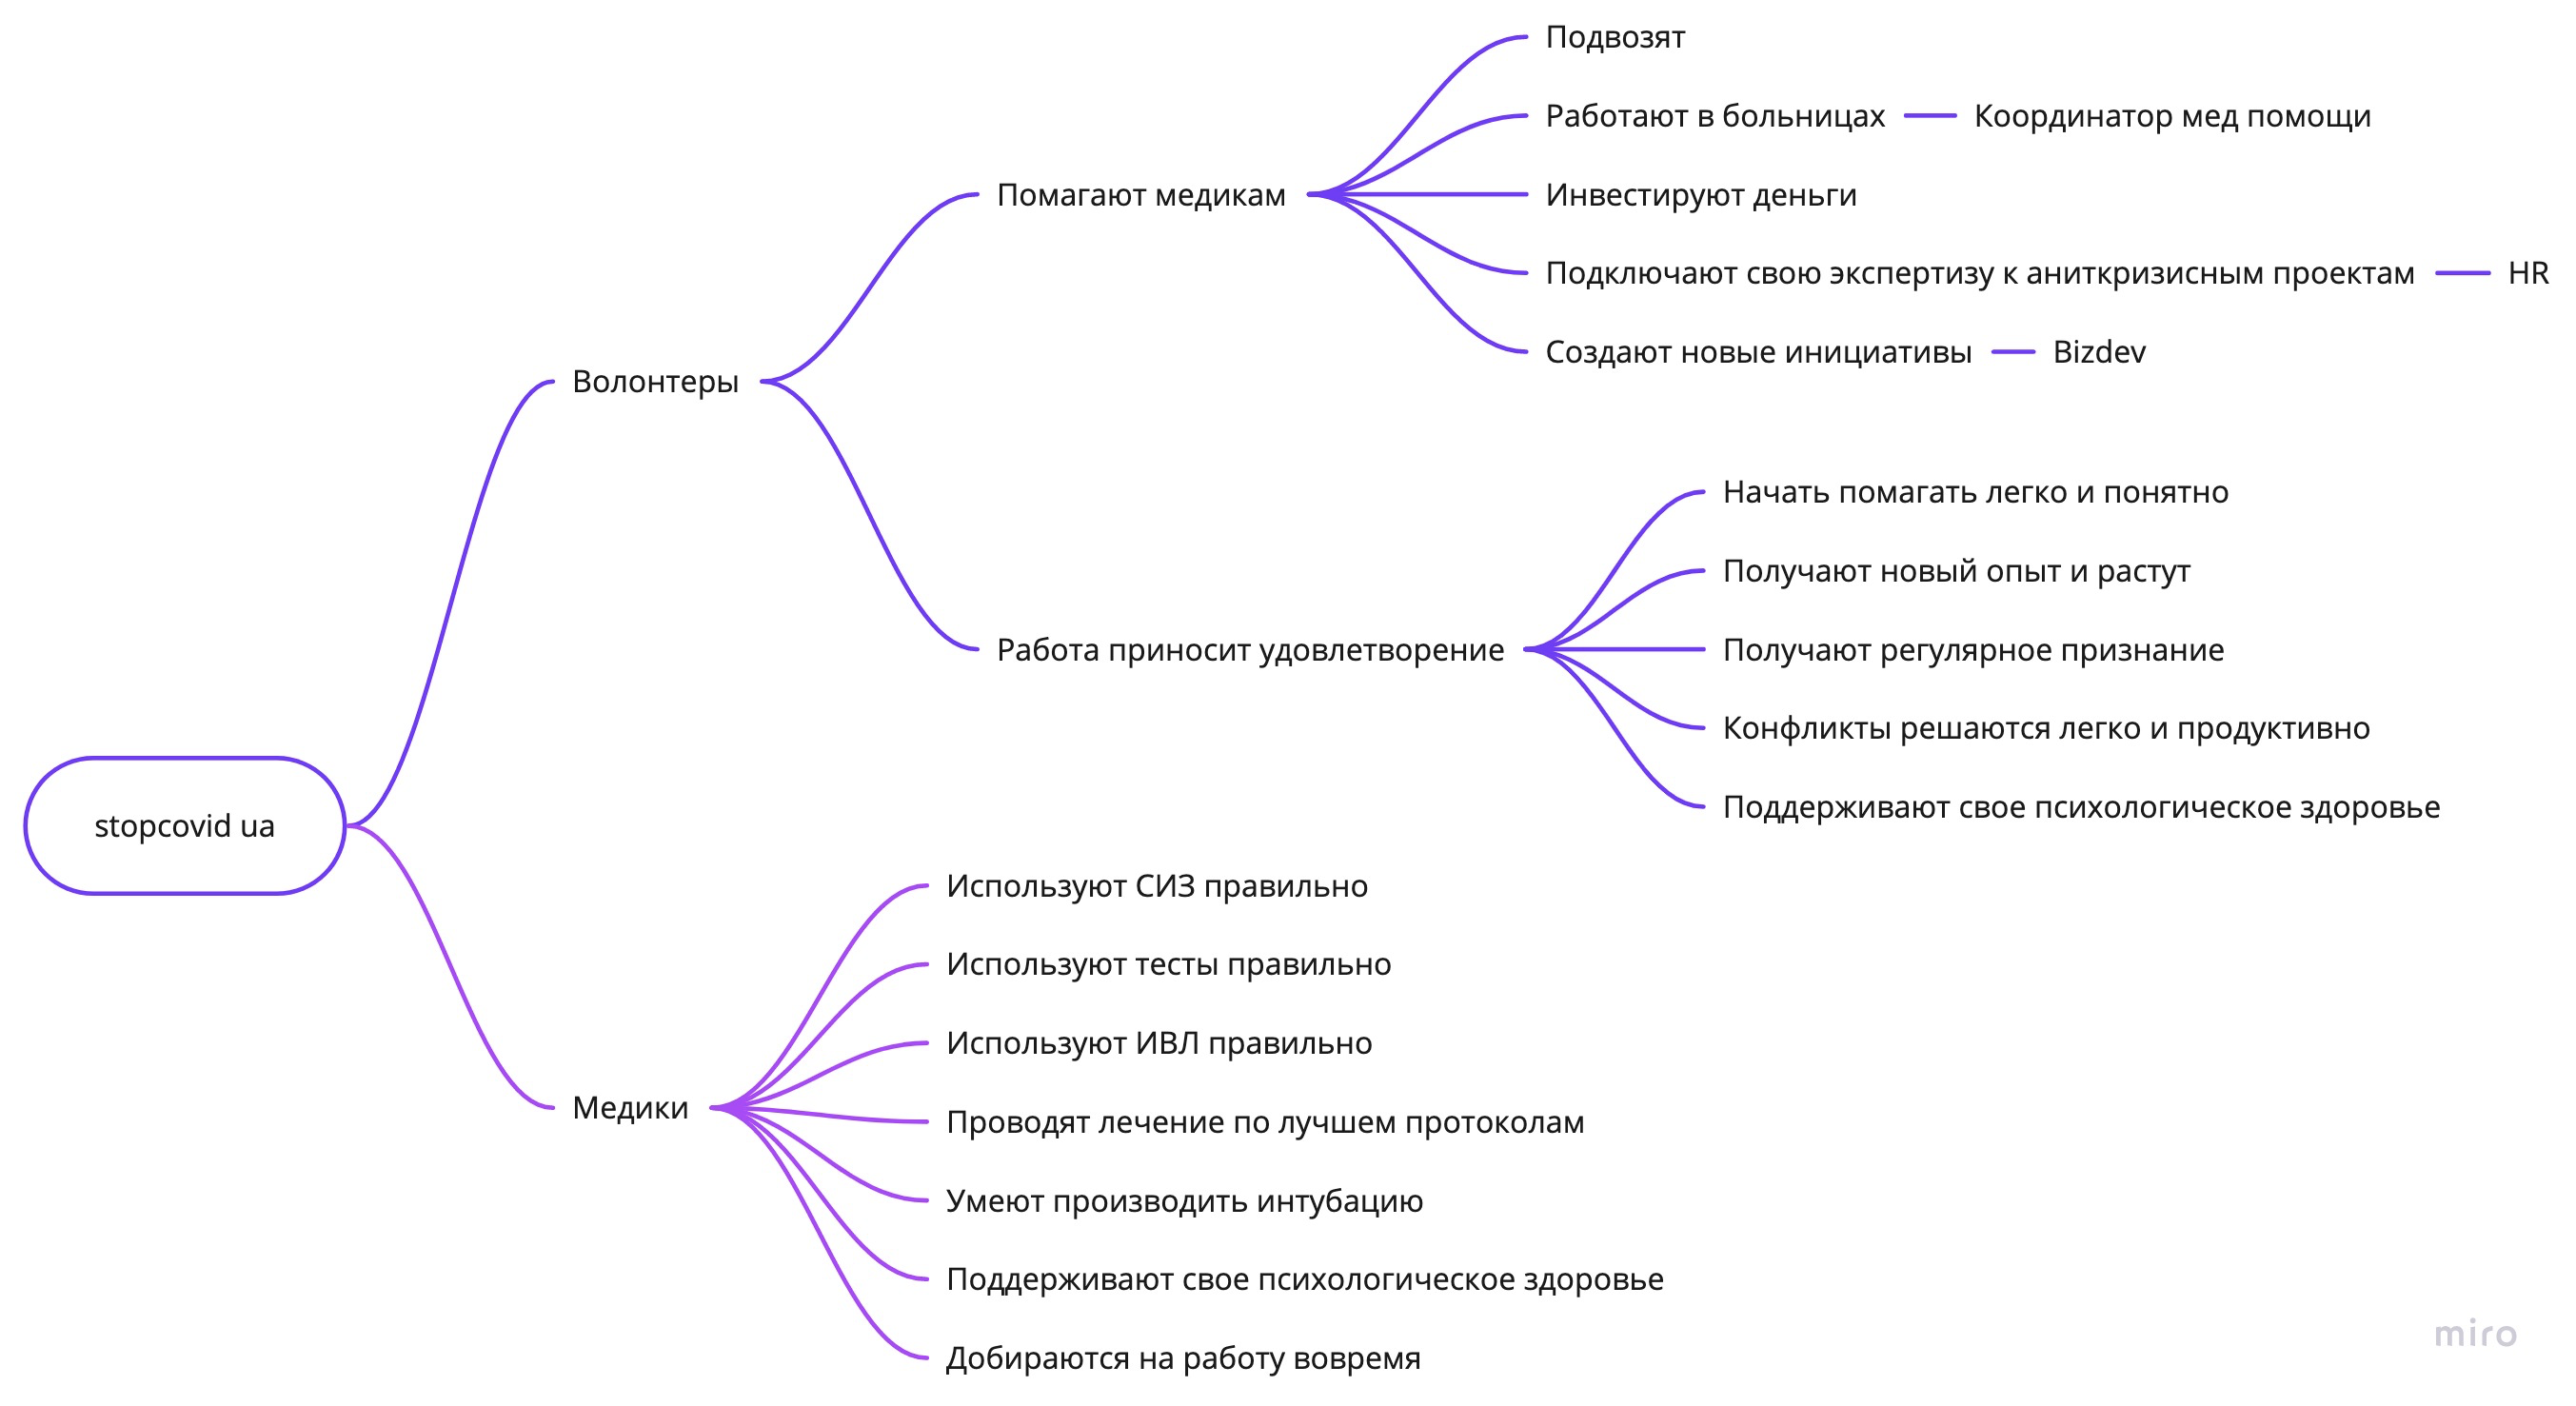 stopcovid ua
Волонтеры
Помагают медикам
Подвозят
Работают в больницах
Координатор мед помощи
Инвестируют деньги
Подключают свою экспертизу к аниткризисным проектам
HR
Создают новые инициативы
Bizdev
Работа приносит удовлетворение
Начать помагать легко и понятно
Получают новый опыт и растут
Получают регулярное признание
Конфликты решаются легко и продуктивно
Поддерживают свое психологическое здоровье
Медики
Используют СИЗ правильно
Используют тесты правильно
Используют ИВЛ правильно
Проводят лечение по лучшем протоколам
Умеют производить интубацию
Поддерживают свое психологическое здоровье
Добираются на работу вовремя
miro